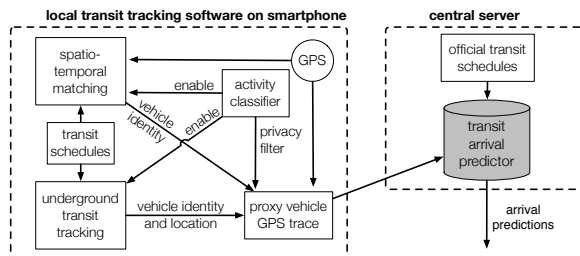 local transit tracking software on smartphone
central server
spatio-
temporal
matching
GPS
official transit
schedules
enable
activity
classifier
vehicle
identity
enable
privacy
filter
transit
schedules
transit
arrival
predictor
underground
transit
tracking
vehicle identity
and location
proxy vehicle
GPS trace
arrival
predictions